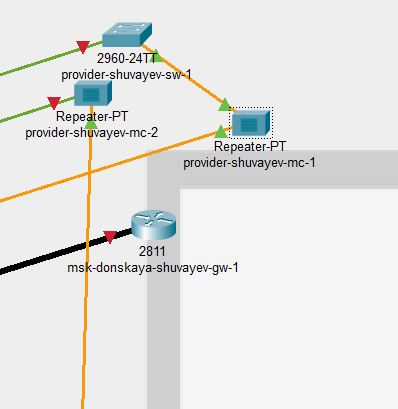 2960-24TT
provider-shuvayev-sw-1
Repeater-PT
provider-shuvayev-mc-2
Repeater-PT
provider-shuvayev-mc-1
2811
msk-donskaya-shuvayev-gw-1